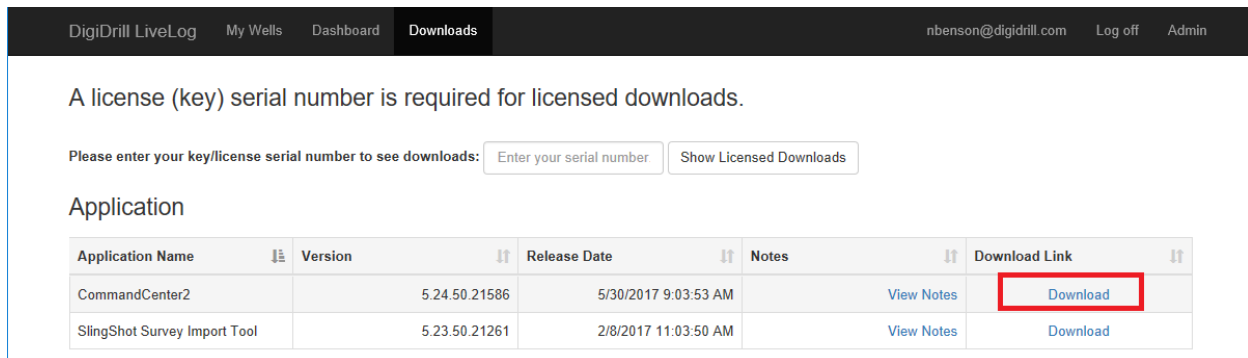 DigiDrill LiveLog My Wells Dashboard Downloads nbenson@digidrill.com Log off Admin
A license (key) serial number is required for licensed downloads.
Please enter your key/license serial number to see downloads: Enter your serial number Show Licensed Downloads
Application
Application Name Version Release Date Notes Download Link
CommandCenter2 5.24.50.21586 5/30/2017 9:03:53 AM View Notes Download
SlingShot Survey Import Tool 5.23.50.21261 2/8/2017 11:03:50 AM View Notes Download